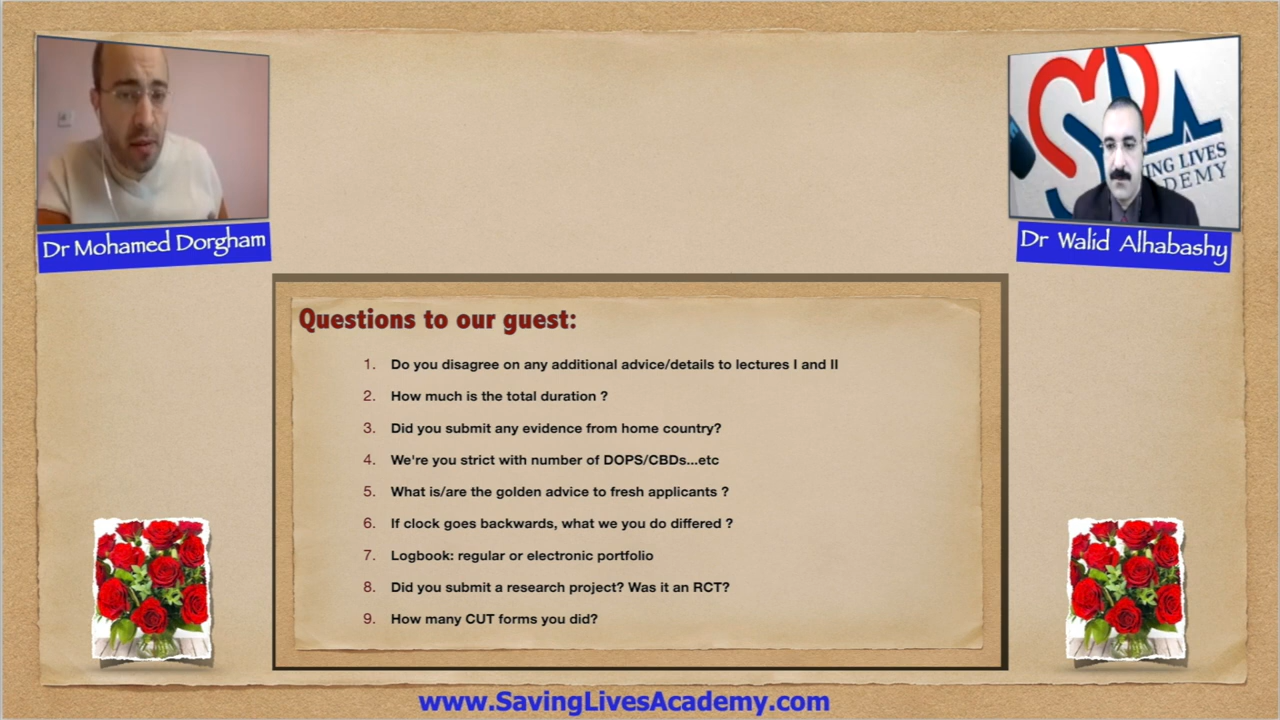 Dr Mohamed Dorgham
ING LIVES
DEMY
Dr Walid Alhabashy
Questions to our guest:
1. Do you disagree on any additional advice/details to lectures I and II
2. How much is the total duration ?
3. Did you submit any evidence from home country?
4. We're you strict with number of DOPS/CBDs...etc
5. What is/are the golden advice to fresh applicants ?
6. If clock goes backwards, what we you do differed ?
7. Logbook: regular or electronic portfolio
8. Did you submit a research project? Was it an RCT?
9. How many CUT forms you did?
www.SavingLivesAcademy.com